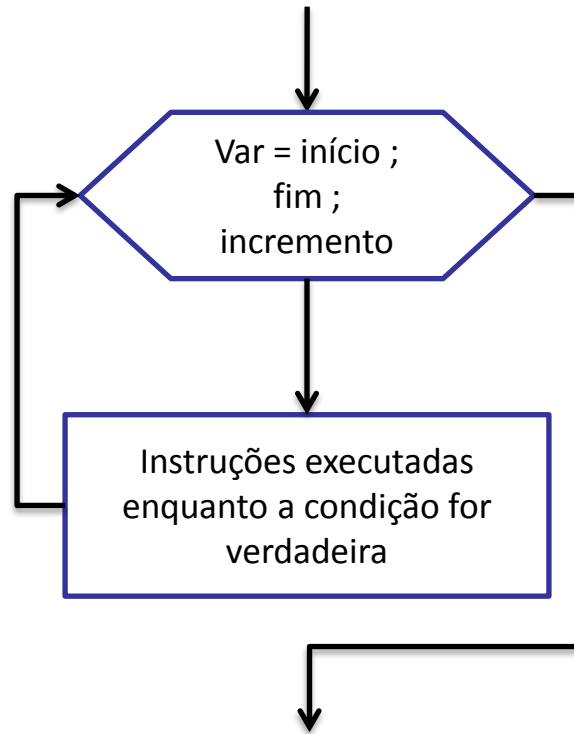 Var = início ;
fim ;
incremento
Instruções executadas
enquanto a condição for
verdadeira